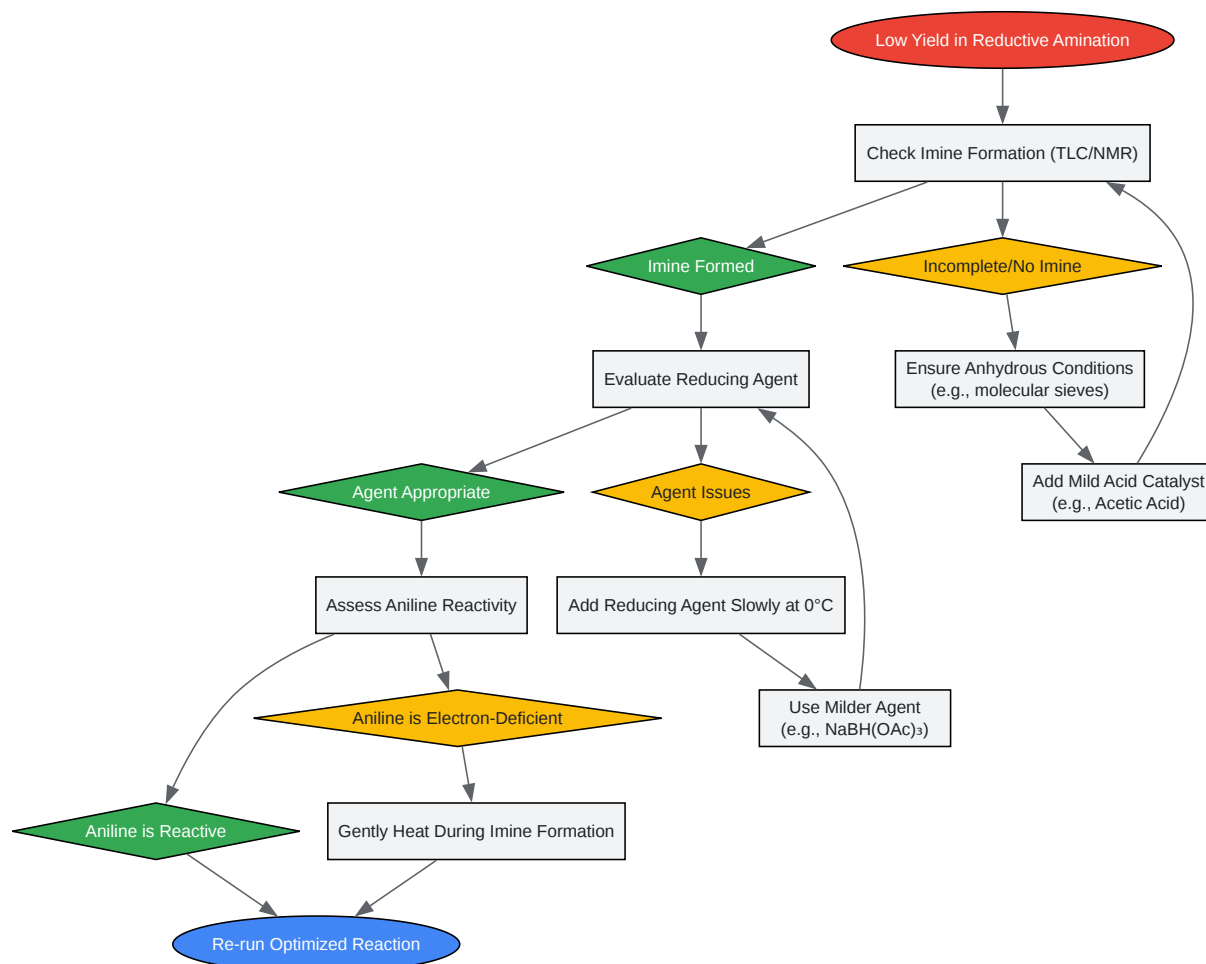 Low Yield in Reductive Amination
Check Imine Formation (TLC/NMR)
Imine Formed
Incomplete/No Imine
Evaluate Reducing Agent
Ensure Anhydrous Conditions
(e.g., molecular sieves)
Agent Appropriate
Agent Issues
Add Mild Acid Catalyst
(e.g., Acetic Acid)
Assess Aniline Reactivity
Add Reducing Agent Slowly at 0°C
Aniline is Electron-Deficient
Use Milder Agent
(e.g., NaBH(OAc)₃)
Aniline is Reactive
Gently Heat During Imine Formation
Re-run Optimized Reaction